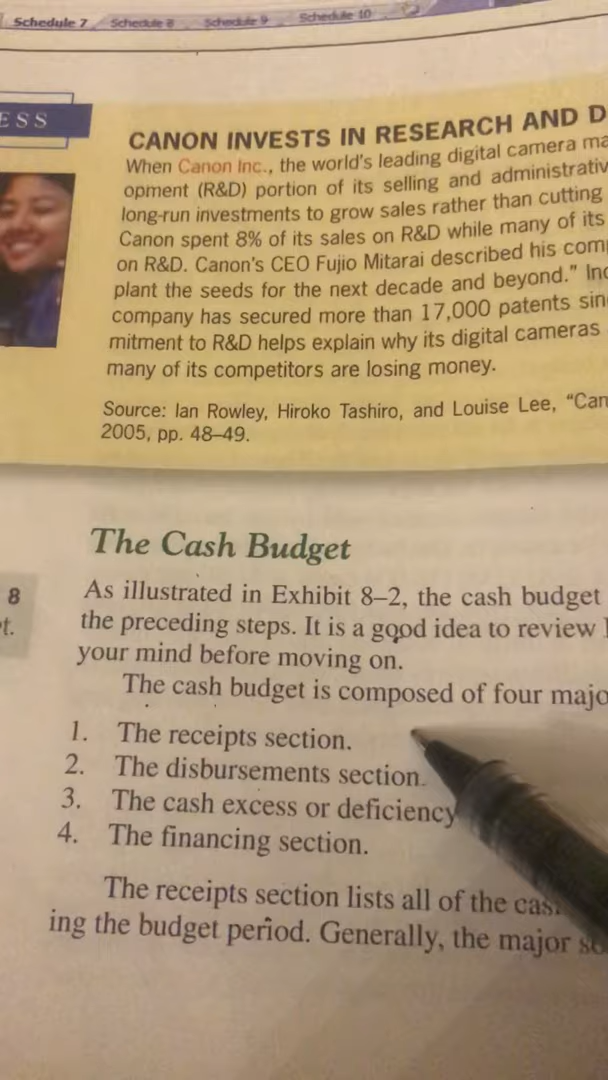 Schedule 7 Schedule 8 Schedule 9 Schedule 10
ESS
CANON INVESTS IN RESEARCH AND D
When Canon Inc., the world's leading digital camera ma
opment (R&D) portion of its selling and administrativ
long-run investments to grow sales rather than cutting
Canon spent 8% of its sales on R&D while many of its
on R&D. Canon's CEO Fujio Mitarai described his comp
plant the seeds for the next decade and beyond." Inc
company has secured more than 17,000 patents sin
mitment to R&D helps explain why its digital cameras
many of its competitors are losing money.
Source: Ian Rowley, Hiroko Tashiro, and Louise Lee, "Can
2005, pp. 48–49.
The Cash Budget
8
t.
As illustrated in Exhibit 8–2, the cash budget
the preceding steps. It is a good idea to review
your mind before moving on.
The cash budget is composed of four majo
1. The receipts section.
2. The disbursements section.
3. The cash excess or deficiency
4. The financing section.
The receipts section lists all of the cas
ing the budget period. Generally, the major so